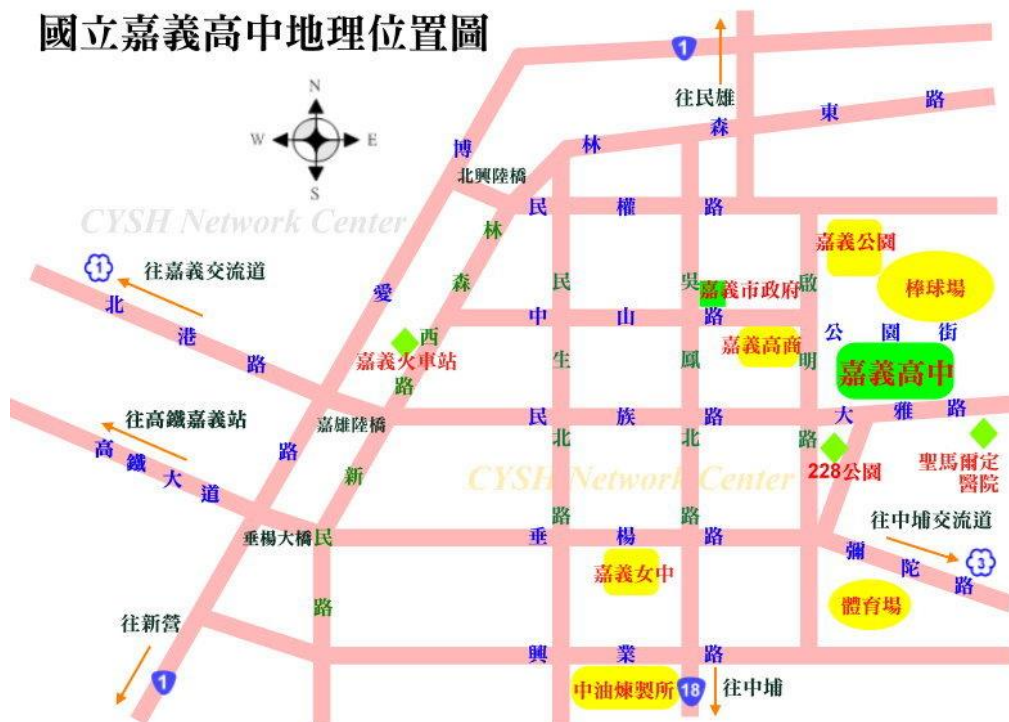 國立嘉義高中地理位置圖
1
N
W E
S
往民雄
林森東路
博愛路
北興陸橋
CYSH Network Center
民權路
林森西路
嘉義公園
1
往嘉義交流道
北港路
民生北路
吳鳳北路
啟明路
嘉義市政府
棒球場
中山路
公園街
嘉義火車站
嘉義高商
嘉義高中
往高鐵嘉義站
嘉雄陸橋
民族路
大雅路
高鐵大道
新民路
CYSH Network Center
228公園
聖馬爾定
醫院
往中埔交流道
垂楊大橋
垂楊路
彌陀路
3
嘉義女中
體育場
往新營
興業路
1
中油煉製所
18
往中埔